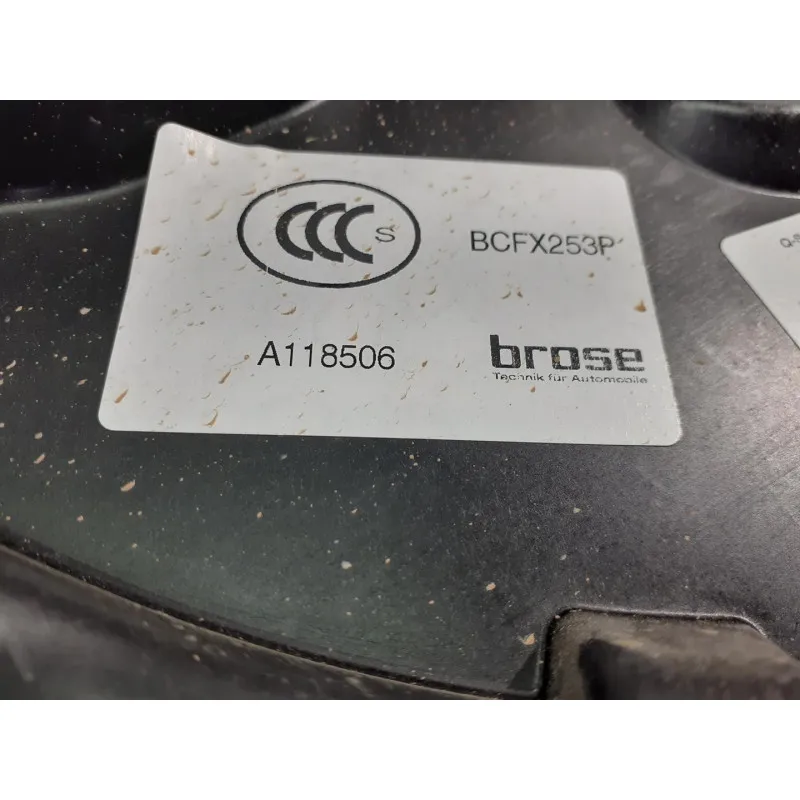 CCC S
BCFX253P
A118506
brose
Technik für Automobile
Q-S